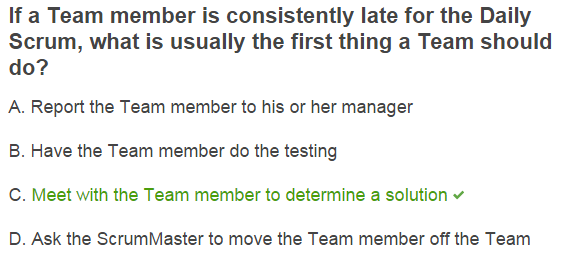 If a Team member is consistently late for the Daily
Scrum, what is usually the first thing a Team should
do?
A. Report the Team member to his or her manager
B. Have the Team member do the testing
C. Meet with the Team member to determine a solution ✔
D. Ask the ScrumMaster to move the Team member off the Team